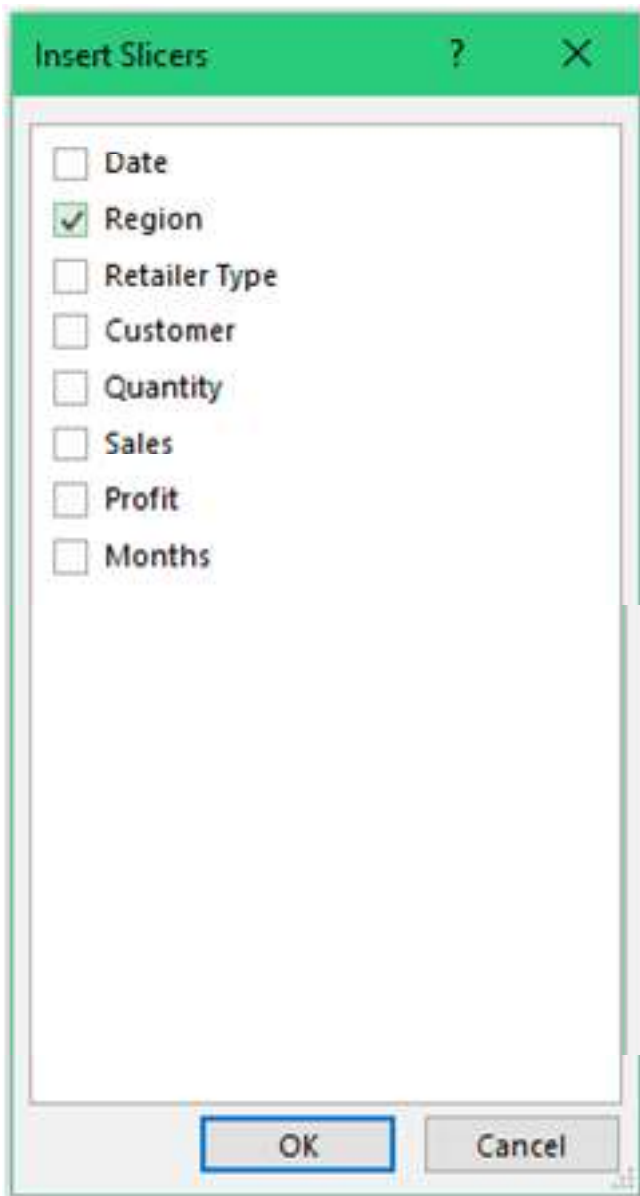 Insert Slicers ?
Date
Region
Retailer Type
Customer
Quantity
Sales
Profit
Months
OK Cancel